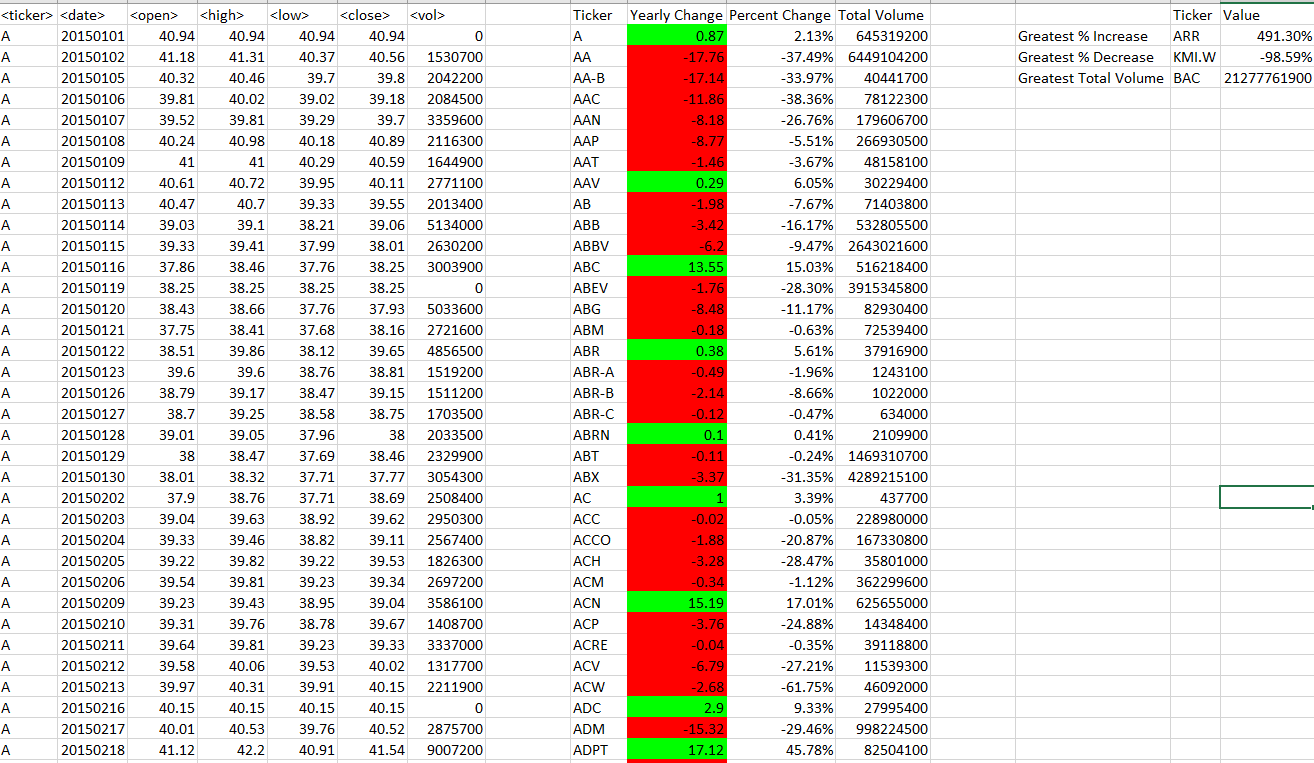 <ticker> <date> <open> <high> <low> <close> <vol> Ticker Yearly Change Percent Change Total Volume Ticker Value
A 20150101 40.94 40.94 40.94 40.94 0 A 0.87 2.13% 645319200 Greatest % Increase ARR 491.30%
A 20150102 41.18 41.31 40.37 40.56 1530700 AA -17.76 -37.49% 6449104200 Greatest % Decrease KMI.W -98.59%
A 20150105 40.32 40.46 39.7 39.8 2042200 AA-B -17.14 -33.97% 40441700 Greatest Total Volume BAC 21277761900
A 20150106 39.81 40.02 39.02 39.18 2084500 AAC -11.86 -38.36% 78122300
A 20150107 39.52 39.81 39.29 39.7 3359600 AAN -8.18 -26.76% 179606700
A 20150108 40.24 40.98 40.18 40.89 2116300 AAP -8.77 -5.51% 266930500
A 20150109 41 41 40.29 40.59 1644900 AAT -1.46 -3.67% 48158100
A 20150112 40.61 40.72 39.95 40.11 2771100 AAV 0.29 6.05% 30229400
A 20150113 40.47 40.7 39.33 39.55 2013400 AB -1.98 -7.67% 71403800
A 20150114 39.03 39.1 38.21 39.06 5134000 ABB -3.42 -16.17% 532805500
A 20150115 39.33 39.41 37.99 38.01 2630200 ABBV -6.2 -9.47% 2643021600
A 20150116 37.86 38.46 37.76 38.25 3003900 ABC 13.55 15.03% 516218400
A 20150119 38.25 38.25 38.25 38.25 0 ABEV -1.76 -28.30% 3915345800
A 20150120 38.43 38.66 37.76 37.93 5033600 ABG -8.48 -11.17% 82930400
A 20150121 37.75 38.41 37.68 38.16 2721600 ABM -0.18 -0.63% 72539400
A 20150122 38.51 39.86 38.12 39.65 4856500 ABR 0.38 5.61% 37916900
A 20150123 39.6 39.6 38.76 38.81 1519200 ABR-A -0.49 -1.96% 1243100
A 20150126 38.79 39.17 38.47 39.15 1511200 ABR-B -2.14 -8.66% 1022000
A 20150127 38.7 39.25 38.58 38.75 1703500 ABR-C -0.12 -0.47% 634000
A 20150128 39.01 39.05 37.96 38 2033500 ABRN 0.1 0.41% 2109900
A 20150129 38 38.47 37.69 38.46 2329900 ABT -0.11 -0.24% 1469310700
A 20150130 38.01 38.32 37.71 37.77 3054300 ABX -3.37 -31.35% 4289215100
A 20150202 37.9 38.76 37.71 38.69 2508400 AC 1 3.39% 437700
A 20150203 39.04 39.63 38.92 39.62 2950300 ACC -0.02 -0.05% 228980000
A 20150204 39.33 39.46 38.82 39.11 2567400 ACCO -1.88 -20.87% 167330800
A 20150205 39.22 39.82 39.22 39.53 1826300 ACH -3.28 -28.47% 35801000
A 20150206 39.54 39.81 39.23 39.34 2697200 ACM -0.34 -1.12% 362299600
A 20150209 39.23 39.43 38.95 39.04 3586100 ACN 15.19 17.01% 625655000
A 20150210 39.31 39.76 38.78 39.67 1408700 ACP -3.76 -24.88% 14348400
A 20150211 39.64 39.81 39.23 39.33 3337000 ACRE -0.04 -0.35% 39118800
A 20150212 39.58 40.06 39.53 40.02 1317700 ACV -6.79 -27.21% 11539300
A 20150213 39.97 40.31 39.91 40.15 2211900 ACW -2.68 -61.75% 46092000
A 20150216 40.15 40.15 40.15 40.15 0 ADC 2.9 9.33% 27995400
A 20150217 40.01 40.53 39.76 40.52 2875700 ADM -15.32 -29.46% 998224500
A 20150218 41.12 42.2 40.91 41.54 9007200 ADPT 17.12 45.78% 82504100